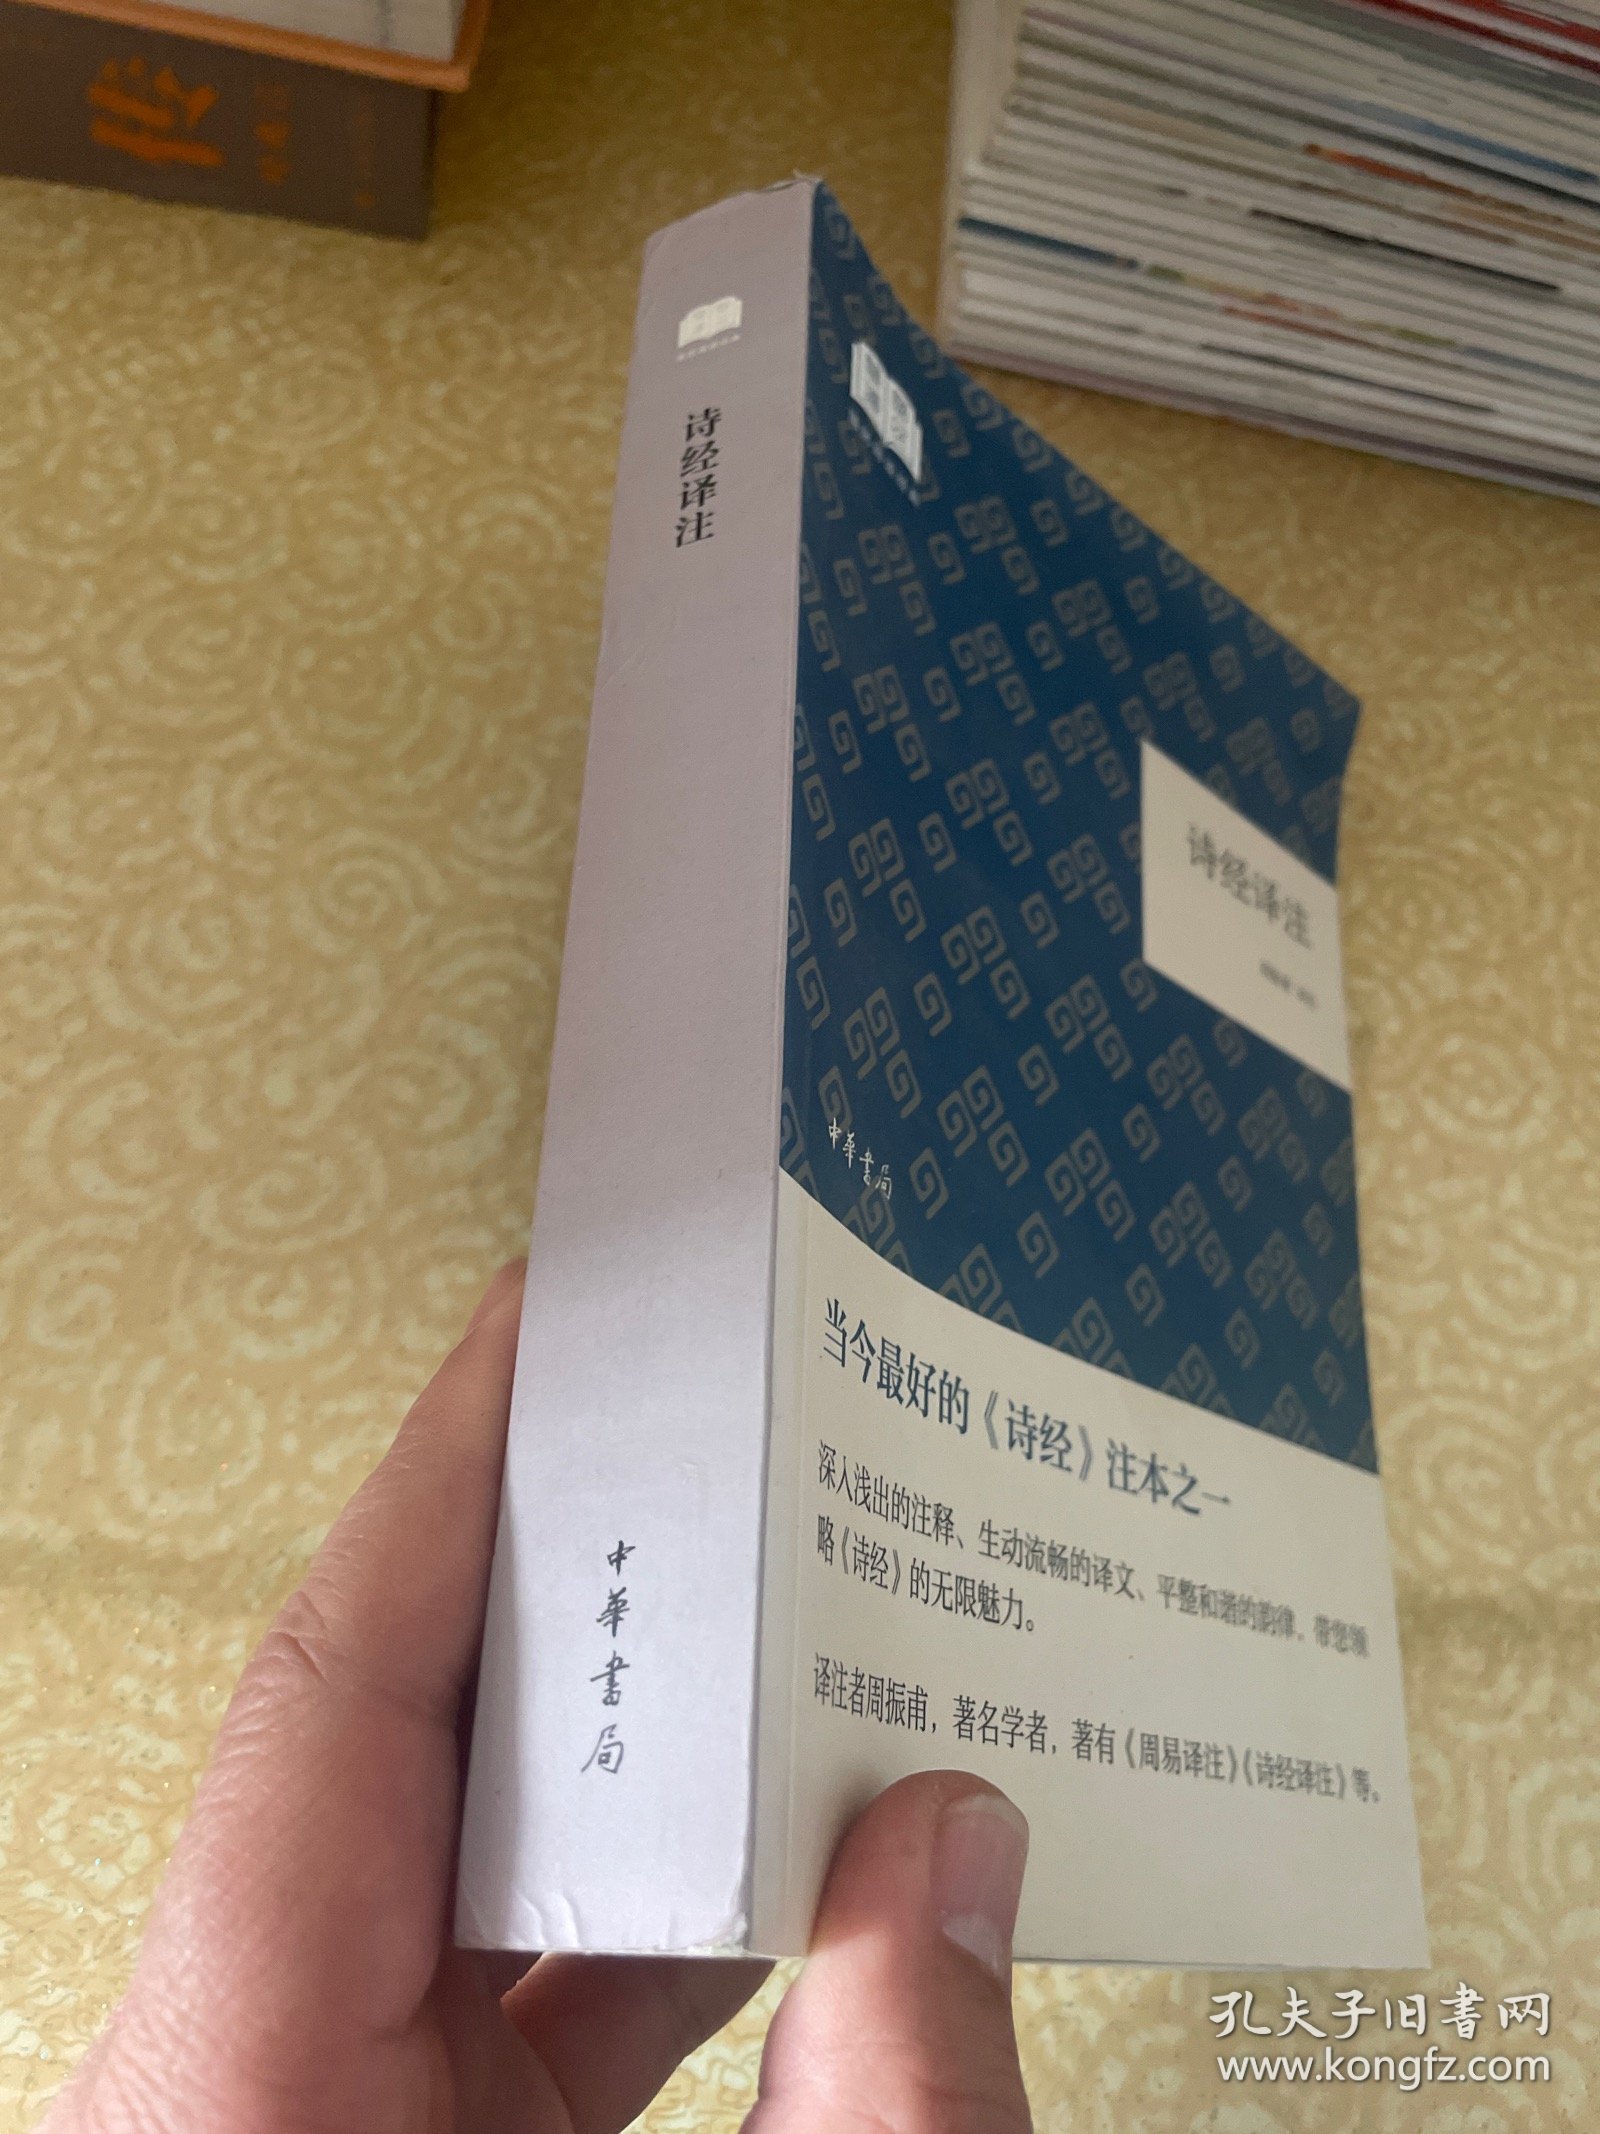 诗经译注
中華書局
诗经译注
中華書局
当今最好的《诗经》注本之一
深入浅出的注释、生动流畅的译文、平整和谐的韵律，带您领
略《诗经》的无限魅力。
译注者周振甫，著名学者，著有《周易译注》《诗经译注》等。
孔夫子旧書网
www.kongfz.com